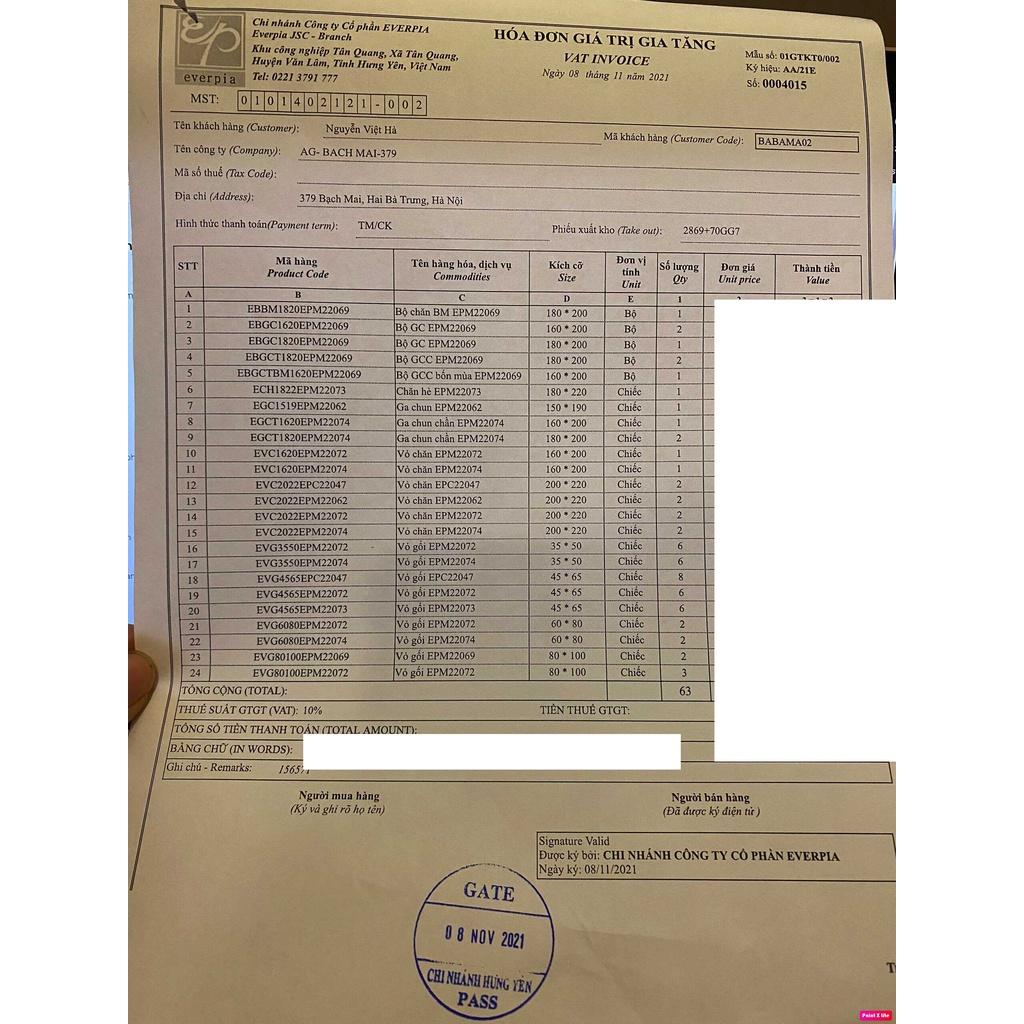 Chi nhánh Công ty Cổ phần EVERPIA
Everpia JSC - Branch
Khu công nghiệp Tân Quang, Xã Tân Quang,
Huyện Văn Lâm, Tỉnh Hưng Yên, Việt Nam
Tel: 0221 3791 777
ep
everpia
HÓA ĐƠN GIÁ TRỊ GIA TĂNG
VAT INVOICE
Ngày 08 tháng 11 năm 2021
Mẫu số: 01GTKT0/002
Ký hiệu: AA/21E
Số: 0004015
MST: 0101402121-002
Tên khách hàng (Customer): Nguyễn Việt Hà
Mã khách hàng (Customer Code): BABAMA02
Tên công ty (Company): AG- BACH MAI-379
Mã số thuế (Tax Code):
Địa chỉ (Address): 379 Bạch Mai, Hai Bà Trưng, Hà Nội
Hình thức thanh toán(Payment term): TM/CK
Phiếu xuất kho (Take out): 2869+70GG7
STT Mã hàng Product Code Tên hàng hóa, dịch vụ Commodities Kích cỡ Size Đơn vị tính Unit Số lượng Qty Đơn giá Unit price Thành tiền Value
A B C D E 1
1 EBBM1820EPM22069 Bộ chăn BM EPM22069 180 * 200 Bộ 1
2 EBGC1620EPM22069 Bộ GC EPM22069 160 * 200 Bộ 2
3 EBGC1820EPM22069 Bộ GC EPM22069 180 * 200 Bộ 1
4 EBGCT1820EPM22069 Bộ GCC EPM22069 180 * 200 Bộ 2
5 EBGCTBM1620EPM22069 Bộ GCC bốn mùa EPM22069 160 * 200 Bộ 1
6 ECH1822EPM22073 Chăn hè EPM22073 180 * 220 Chiếc 1
7 EGC1519EPM22062 Ga chun EPM22062 150 * 190 Chiếc 1
8 EGCT1620EPM22074 Ga chun chần EPM22074 160 * 200 Chiếc 1
9 EGCT1820EPM22074 Ga chun chần EPM22074 180 * 200 Chiếc 2
10 EVC1620EPM22072 Vỏ chăn EPM22072 160 * 200 Chiếc 1
11 EVC1620EPM22074 Vỏ chăn EPM22074 160 * 200 Chiếc 1
12 EVC2022EPC22047 Vỏ chăn EPC22047 200 * 220 Chiếc 2
13 EVC2022EPM22062 Vỏ chăn EPM22062 200 * 220 Chiếc 2
14 EVC2022EPM22072 Vỏ chăn EPM22072 200 * 220 Chiếc 2
15 EVC2022EPM22074 Vỏ chăn EPM22074 200 * 220 Chiếc 2
16 EVG3550EPM22072 Vỏ gối EPM22072 35 * 50 Chiếc 6
17 EVG3550EPM22074 Vỏ gối EPM22074 35 * 50 Chiếc 6
18 EVG4565EPC22047 Vỏ gối EPC22047 45 * 65 Chiếc 8
19 EVG4565EPM22072 Vỏ gối EPM22072 45 * 65 Chiếc 6
20 EVG4565EPM22073 Vỏ gối EPM22073 45 * 65 Chiếc 6
21 EVG6080EPM22072 Vỏ gối EPM22072 60 * 80 Chiếc 2
22 EVG6080EPM22074 Vỏ gối EPM22074 60 * 80 Chiếc 2
23 EVG80100EPM22069 Vỏ gối EPM22069 80 * 100 Chiếc 2
24 EVG80100EPM22072 Vỏ gối EPM22072 80 * 100 Chiếc 3
TỔNG CỘNG (TOTAL): 63
THUẾ SUẤT GTGT (VAT): 10% TIỀN THUẾ GTGT:
TỔNG SỐ TIỀN THANH TOÁN (TOTAL AMOUNT):
BẰNG CHỮ (IN WORDS):
Ghi chú - Remarks: 156571
Người mua hàng
(Ký và ghi rõ họ tên)
Người bán hàng
(Đã được ký điện tử )
Signature Valid
Được ký bởi: CHI NHÁNH CÔNG TY CỔ PHẦN EVERPIA
Ngày ký: 08/11/2021
GATE
08 NOV 2021
CHI NHÁNH HƯNG YÊN
PASS